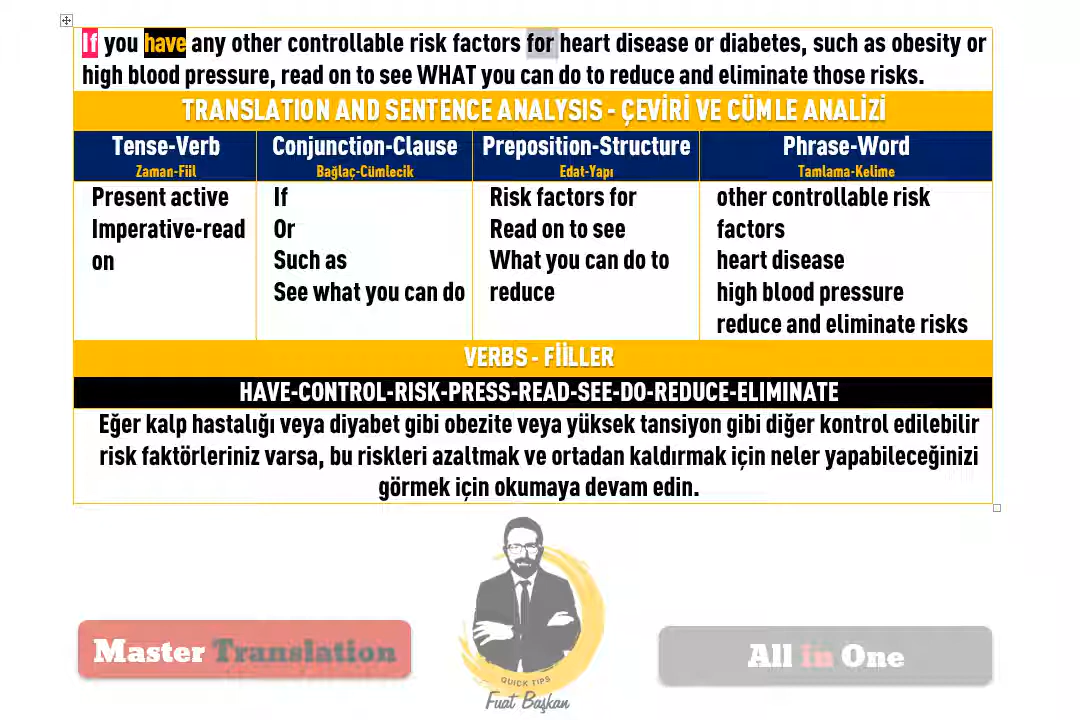 If you have any other controllable risk factors for heart disease or diabetes, such as obesity or
high blood pressure, read on to see WHAT you can do to reduce and eliminate those risks.
TRANSLATION AND SENTENCE ANALYSIS - ÇEVİRİ VE CÜMLE ANALİZİ
Tense-Verb
Zaman-Fiil
Conjunction-Clause
Bağlaç-Cümlecik
Preposition-Structure
Edat-Yapı
Phrase-Word
Tamlama-Kelime
Present active
Imperative-read
on
If
Or
Such as
See what you can do
Risk factors for
Read on to see
What you can do to
reduce
other controllable risk
factors
heart disease
high blood pressure
reduce and eliminate risks
VERBS - FİİLLER
HAVE-CONTROL-RISK-PRESS-READ-SEE-DO-REDUCE-ELIMINATE
Eğer kalp hastalığı veya diyabet gibi obezite veya yüksek tansiyon gibi diğer kontrol edilebilir
risk faktörleriniz varsa, bu riskleri azaltmak ve ortadan kaldırmak için neler yapabileceğinizi
görmek için okumaya devam edin.
Master Translation
QUICK TIPS
Fuat Başkan
All in One